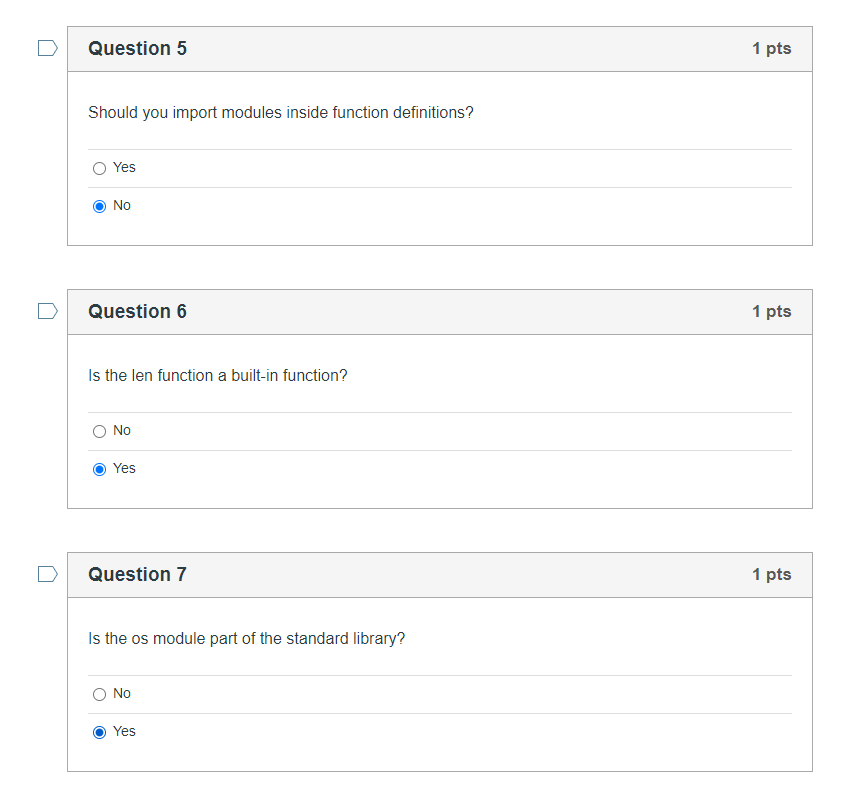 Question 5
1 pts
Should you import modules inside function definitions?
Yes
No
Question 6
1 pts
Is the len function a built-in function?
No
Yes
Question 7
1 pts
Is the os module part of the standard library?
No
Yes